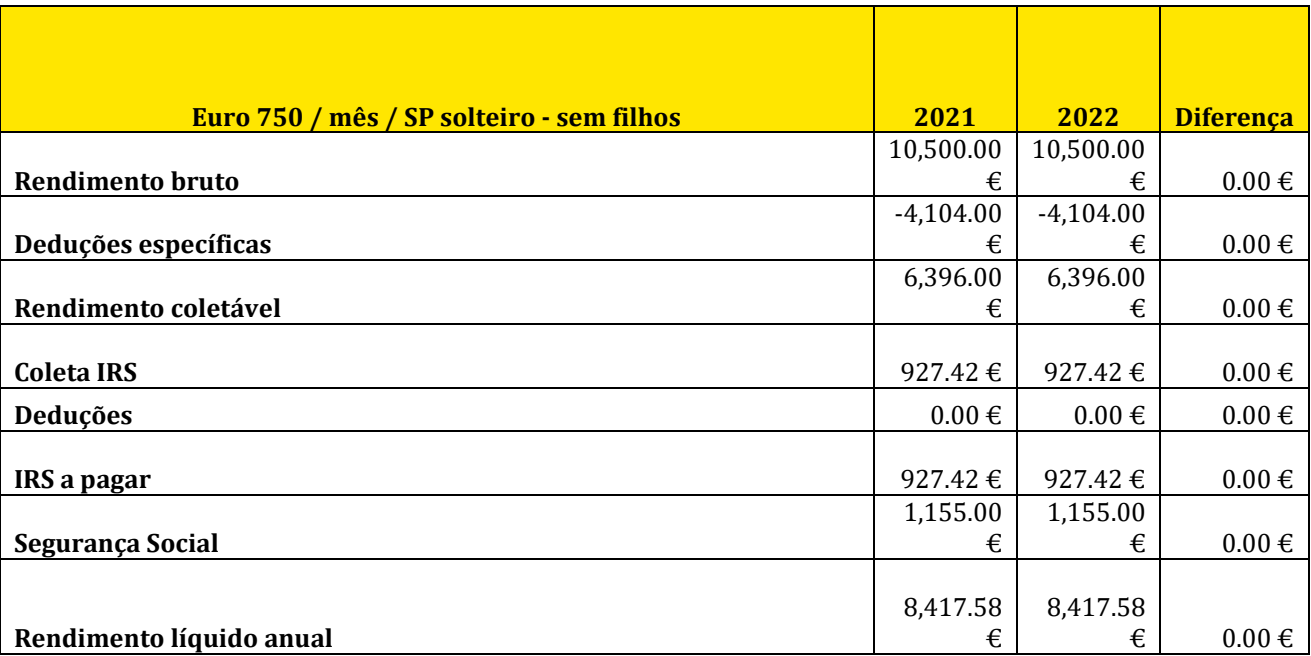 Euro 750 / mês / SP solteiro - sem filhos 2021 2022 Diferença
Rendimento bruto 10,500.00 € 10,500.00 € 0.00 €
Deduções específicas -4,104.00 € -4,104.00 € 0.00 €
Rendimento coletável 6,396.00 € 6,396.00 € 0.00 €
Coleta IRS 927.42 € 927.42 € 0.00 €
Deduções 0.00 € 0.00 € 0.00 €
IRS a pagar 927.42 € 927.42 € 0.00 €
Segurança Social 1,155.00 € 1,155.00 € 0.00 €
Rendimento líquido anual 8,417.58 € 8,417.58 € 0.00 €